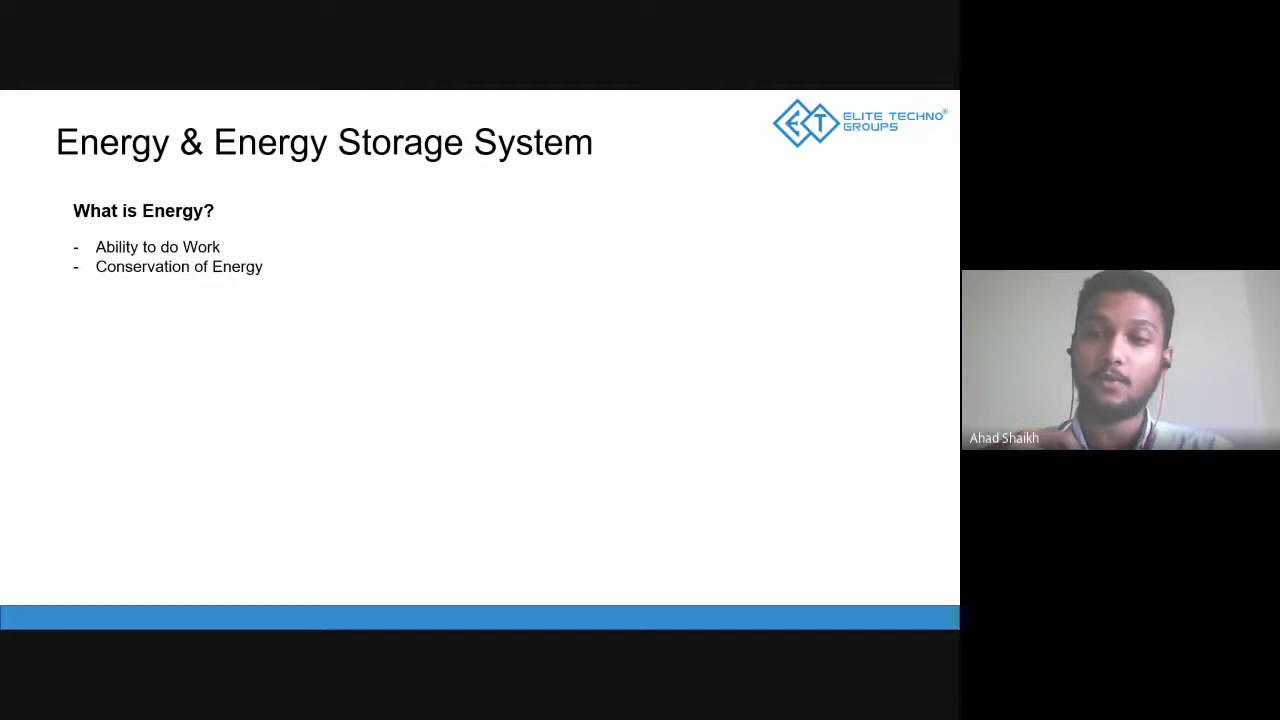 Energy & Energy Storage System
ELITE TECHNO®
GROUPS
What is Energy?
- Ability to do Work
- Conservation of Energy
Ahad Shaikh